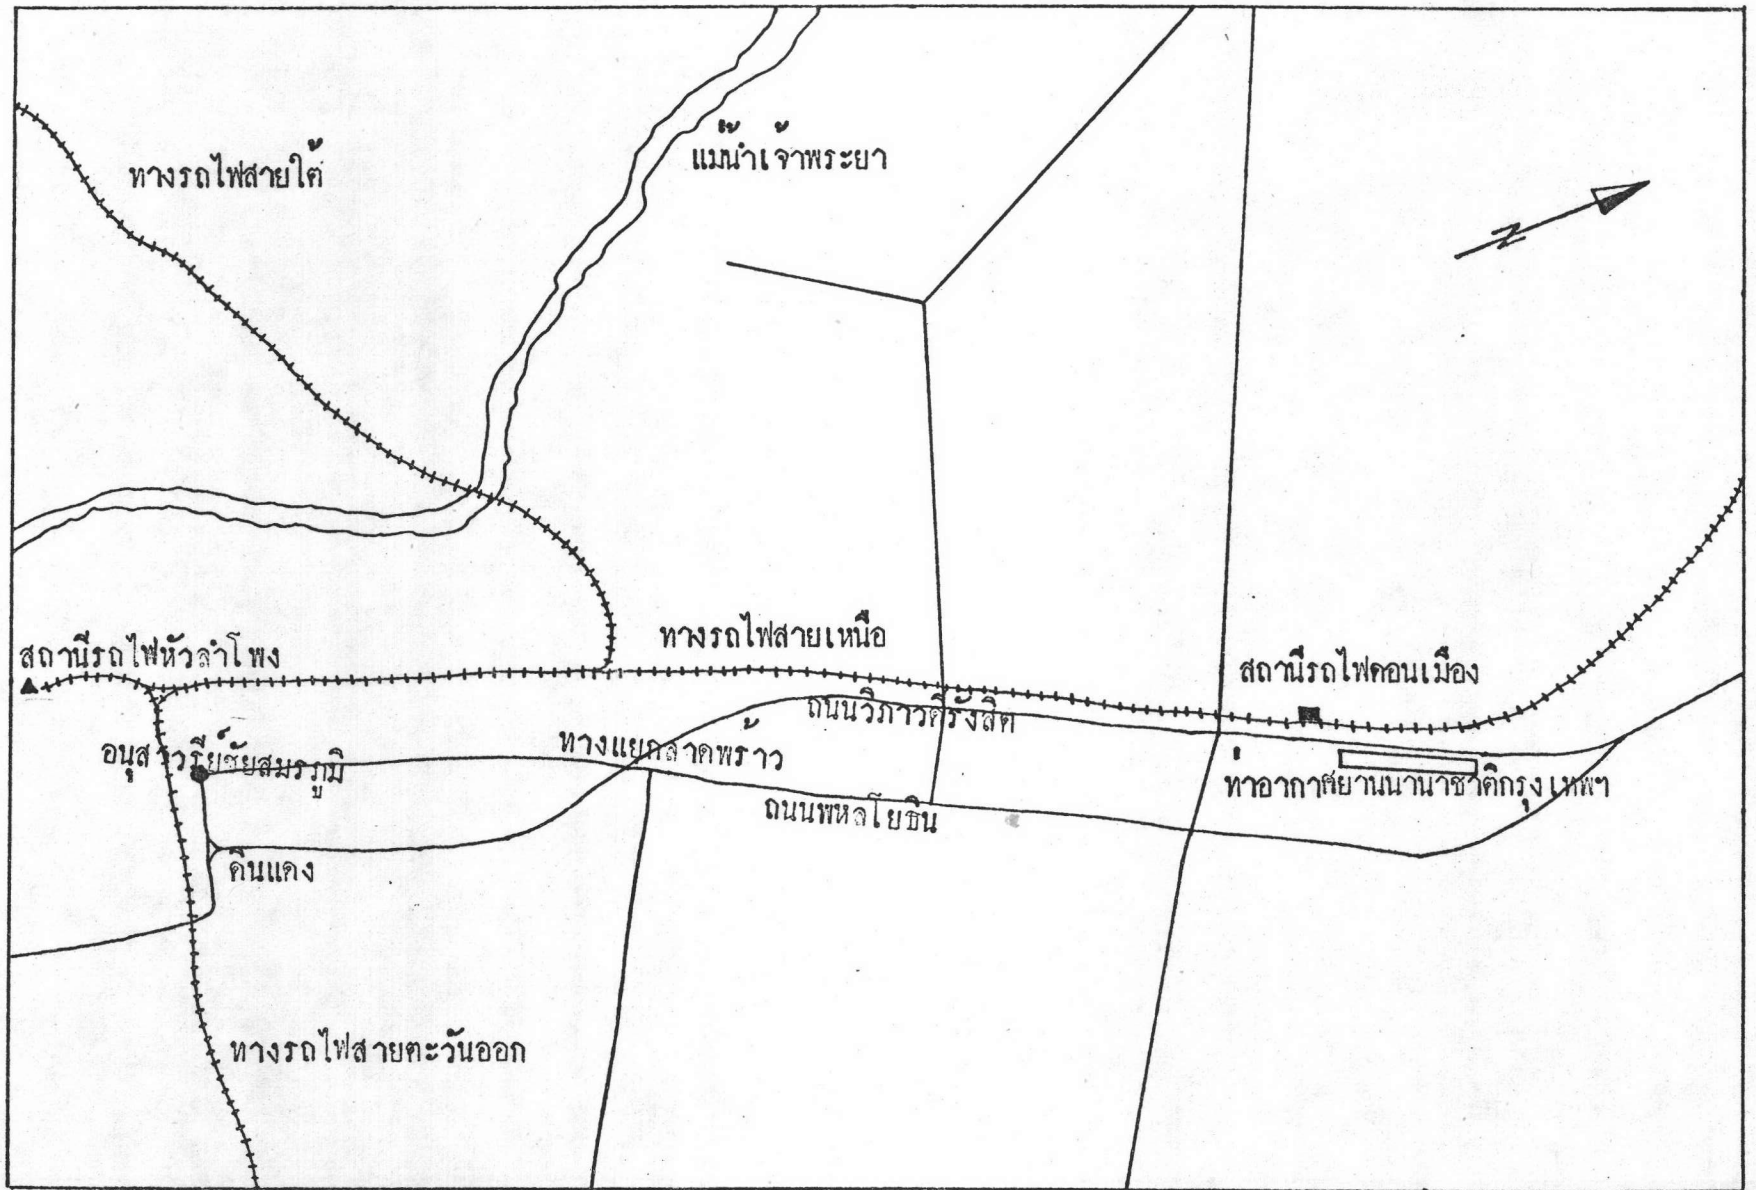 แม่น้ำเจ้าพระยา
ทางรถไฟสายใต้
N
ทางรถไฟสายเหนือ
สถานีรถไฟหัวลำโพง
สถานีรถไฟดอนเมือง
ถนนวิภาวดีรังสิต
ทางแยกลาดพร้าว
อนุสาวรีย์ชัยสมรภูมิ
ท่าอากาศยานนานาชาติกรุงเทพฯ
ถนนพหลโยธิน
ดินแดง
ทางรถไฟสายตะวันออก